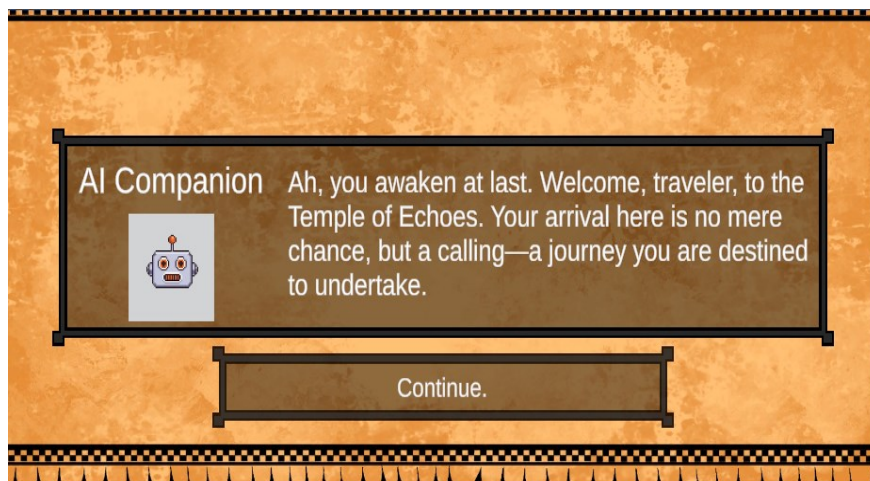 AI Companion
Ah, you awaken at last. Welcome, traveler, to the
Temple of Echoes. Your arrival here is no mere
chance, but a calling—a journey you are destined
to undertake.
Continue.